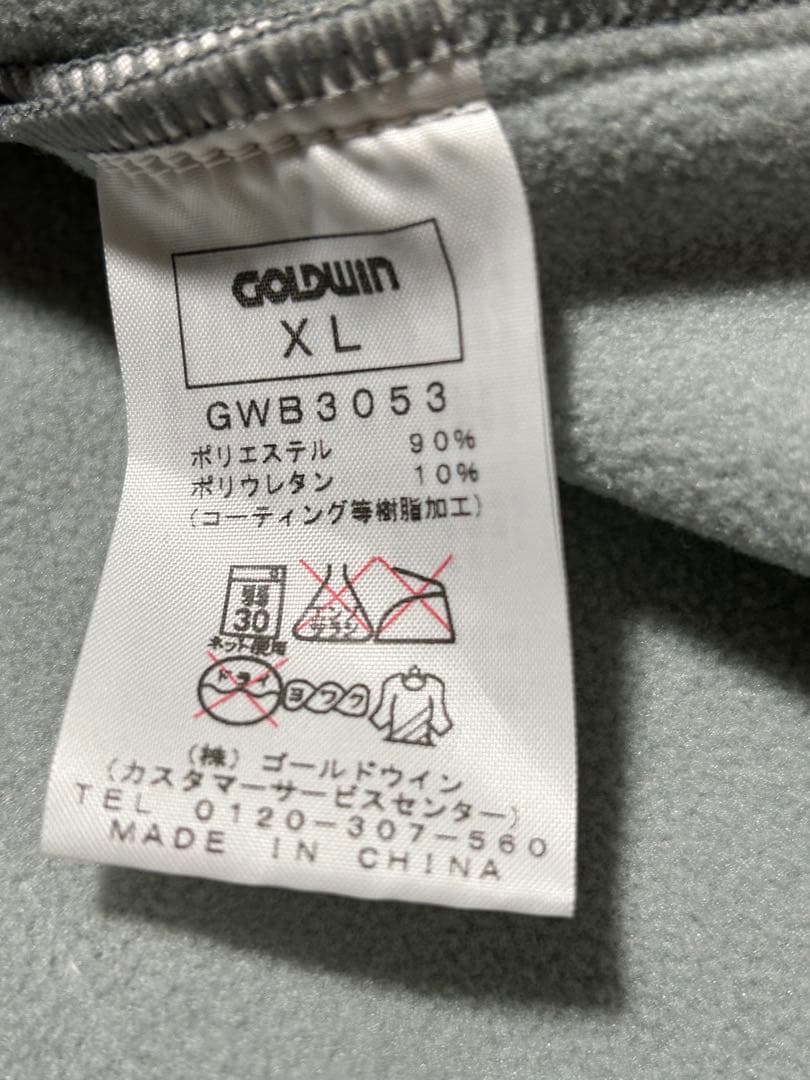 GOLDWIN
XL
GWB3053
ポリエステル 90%
ポリウレタン 10%
(コーティング等樹脂加工)
30
ネット使用
ドライ
ヨワク
(株) ゴールドウイン
(カスタマーサービスセンター)
TEL 0120-307-560
MADE IN CHINA